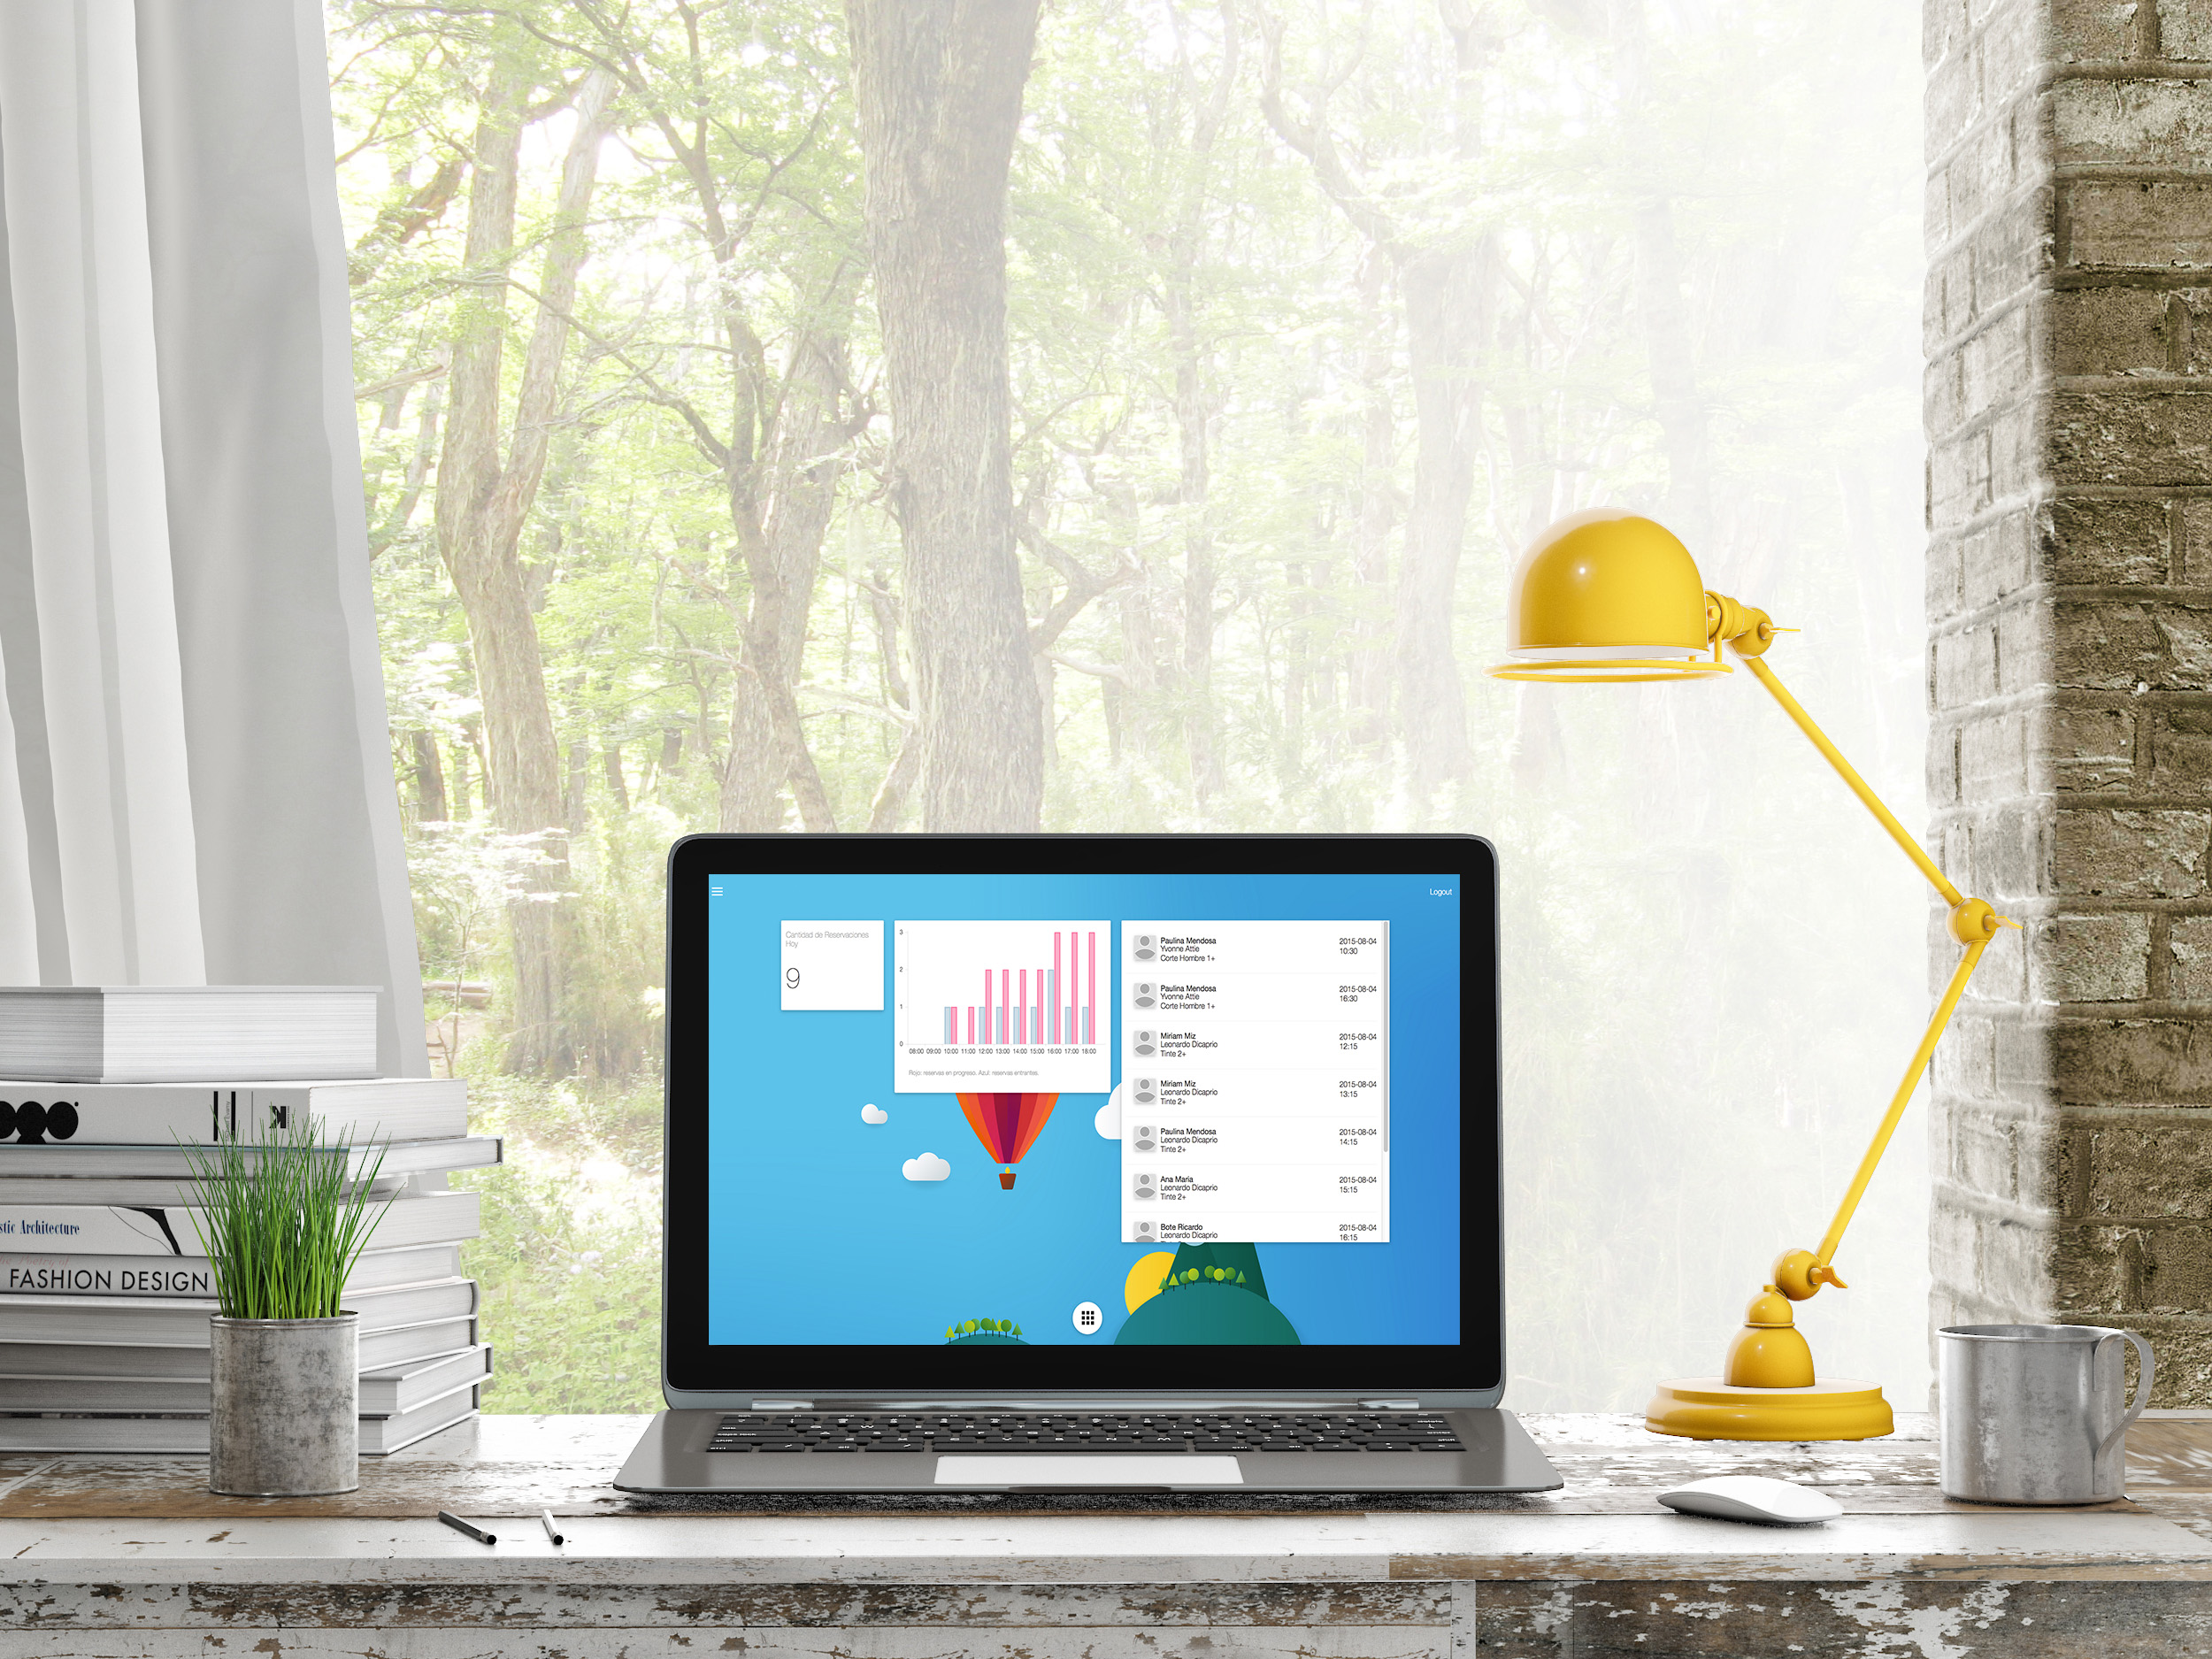 Logout
Cantidad de Reservaciones
Hoy
9
3
2
1
0
08:00 09:00 10:00 11:00 12:00 13:00 14:00 15:00 16:00 17:00 18:00
Rojo: reservas en progreso. Azul: reservas entrantes.
Paulina Mendosa
Yvonne Attie
Corte Hombre 1+
2015-08-04
10:30
Paulina Mendosa
Yvonne Attie
Corte Hombre 1+
2015-08-04
16:30
Miriam Miz
Leonardo Dicaprio
Tinte 2+
2015-08-04
12:15
Miriam Miz
Leonardo Dicaprio
Tinte 2+
2015-08-04
13:15
Paulina Mendosa
Leonardo Dicaprio
Tinte 2+
2015-08-04
14:15
Ana Maria
Leonardo Dicaprio
Tinte 2+
2015-08-04
15:15
Bote Ricardo
Leonardo Dicaprio
2015-08-04
16:15
Architecture
FASHION DESIGN